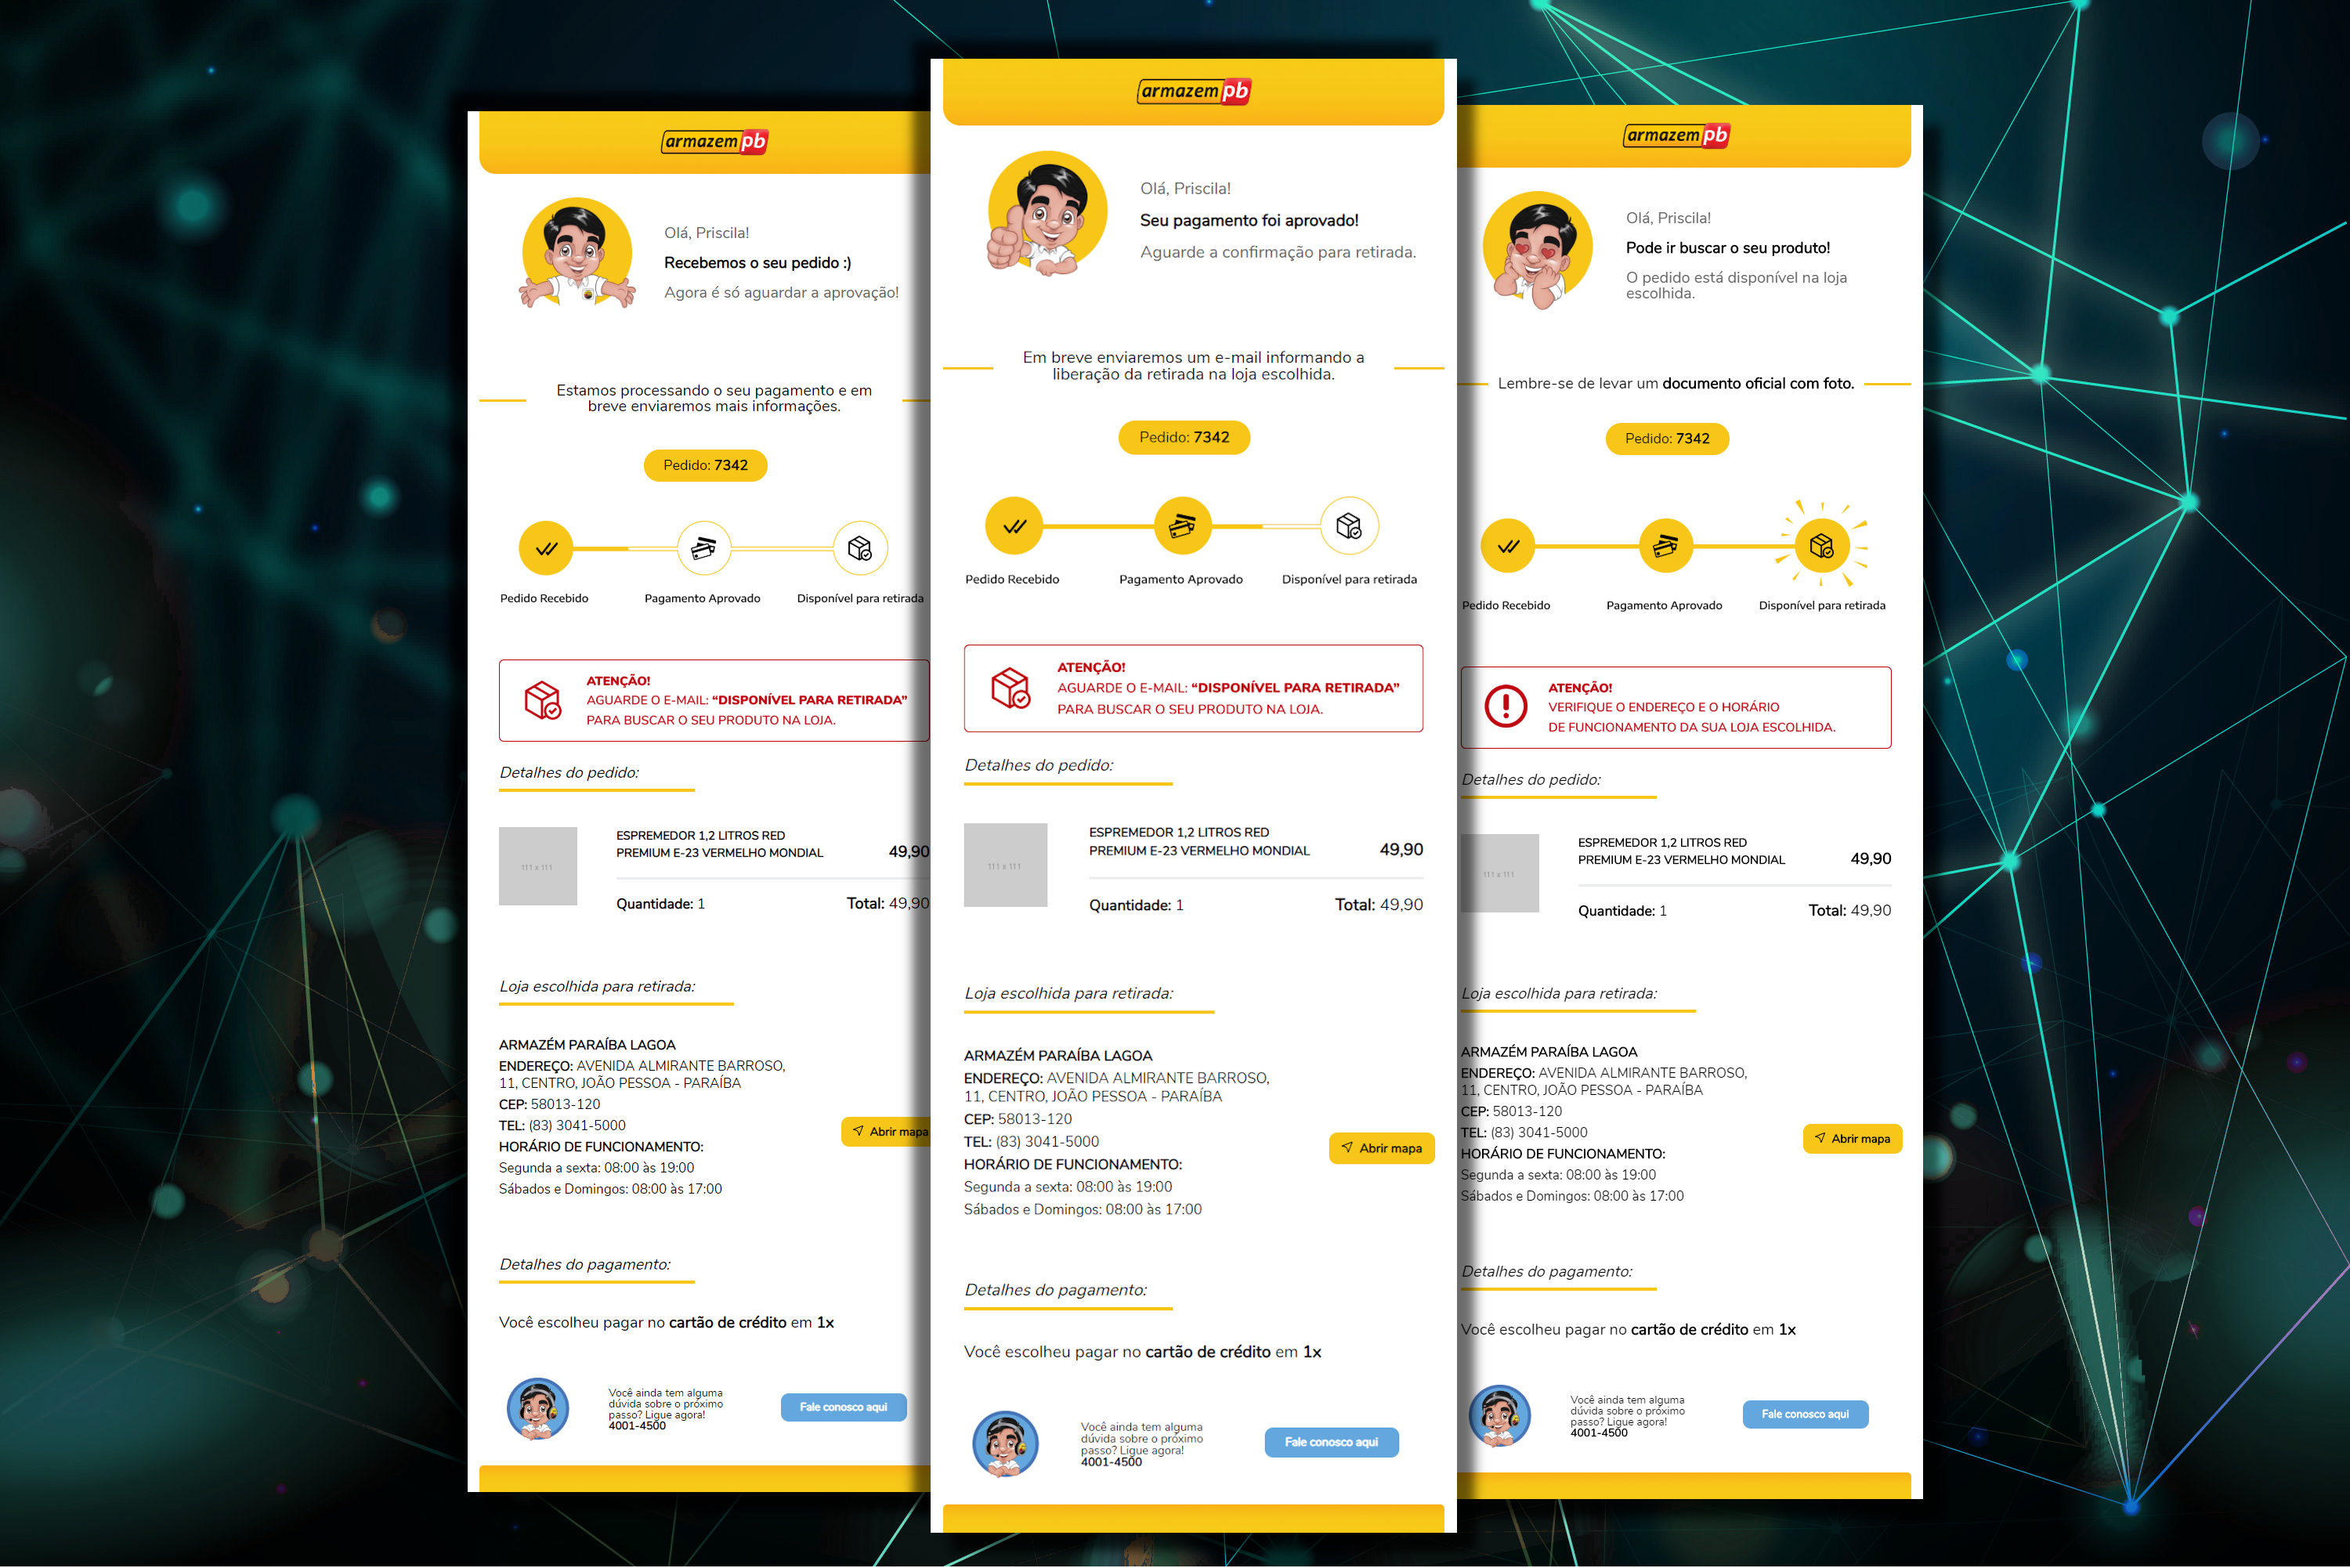 armazem pb
Olá, Priscila!
Recebemos o seu pedido :)
Agora é só aguardar a aprovação!
Estamos processando o seu pagamento e em
breve enviaremos mais informações.
Pedido: 7342
Pedido Recebido
Pagamento Aprovado
Disponível para retirada
ATENÇÃO!
AGUARDE O E-MAIL: “DISPONÍVEL PARA RETIRADA”
PARA BUSCAR O SEU PRODUTO NA LOJA.
Detalhes do pedido:
111 x 111
ESPREMEDOR 1,2 LITROS RED
PREMIUM E-23 VERMELHO MONDIAL
49,90
Quantidade: 1
Total: 49,90
Loja escolhida para retirada:
ARMAZÉM PARAÍBA LAGOA
ENDEREÇO: AVENIDA ALMIRANTE BARROSO,
11, CENTRO, JOÃO PESSOA - PARAÍBA
CEP: 58013-120
TEL: (83) 3041-5000
HORÁRIO DE FUNCIONAMENTO:
Segunda a sexta: 08:00 às 19:00
Sábados e Domingos: 08:00 às 17:00
Abrir mapa
Detalhes do pagamento:
Você escolheu pagar no cartão de crédito em 1x
Você ainda tem alguma
dúvida sobre o próximo
passo? Ligue agora!
4001-4500
Fale conosco aqui
armazem pb
Olá, Priscila!
Seu pagamento foi aprovado!
Aguarde a confirmação para retirada.
Em breve enviaremos um e-mail informando a
liberação da retirada na loja escolhida.
Pedido: 7342
Pedido Recebido
Pagamento Aprovado
Disponível para retirada
ATENÇÃO!
AGUARDE O E-MAIL: “DISPONÍVEL PARA RETIRADA”
PARA BUSCAR O SEU PRODUTO NA LOJA.
Detalhes do pedido:
111 x 111
ESPREMEDOR 1,2 LITROS RED
PREMIUM E-23 VERMELHO MONDIAL
49,90
Quantidade: 1
Total: 49,90
Loja escolhida para retirada:
ARMAZÉM PARAÍBA LAGOA
ENDEREÇO: AVENIDA ALMIRANTE BARROSO,
11, CENTRO, JOÃO PESSOA - PARAÍBA
CEP: 58013-120
TEL: (83) 3041-5000
HORÁRIO DE FUNCIONAMENTO:
Segunda a sexta: 08:00 às 19:00
Sábados e Domingos: 08:00 às 17:00
Abrir mapa
Detalhes do pagamento:
Você escolheu pagar no cartão de crédito em 1x
Você ainda tem alguma
dúvida sobre o próximo
passo? Ligue agora!
4001-4500
Fale conosco aqui
armazem pb
Olá, Priscila!
Pode ir buscar o seu produto!
O pedido está disponível na loja
escolhida.
Lembre-se de levar um documento oficial com foto.
Pedido: 7342
Pedido Recebido
Pagamento Aprovado
Disponível para retirada
ATENÇÃO!
VERIFIQUE O ENDEREÇO E O HORÁRIO
DE FUNCIONAMENTO DA SUA LOJA ESCOLHIDA.
Detalhes do pedido:
111 x 111
ESPREMEDOR 1,2 LITROS RED
PREMIUM E-23 VERMELHO MONDIAL
49,90
Quantidade: 1
Total: 49,90
Loja escolhida para retirada:
ARMAZÉM PARAÍBA LAGOA
ENDEREÇO: AVENIDA ALMIRANTE BARROSO,
11, CENTRO, JOÃO PESSOA - PARAÍBA
CEP: 58013-120
TEL: (83) 3041-5000
HORÁRIO DE FUNCIONAMENTO:
Segunda a sexta: 08:00 às 19:00
Sábados e Domingos: 08:00 às 17:00
Abrir mapa
Detalhes do pagamento:
Você escolheu pagar no cartão de crédito em 1x
Você ainda tem alguma
dúvida sobre o próximo
passo? Ligue agora!
4001-4500
Fale conosco aqui